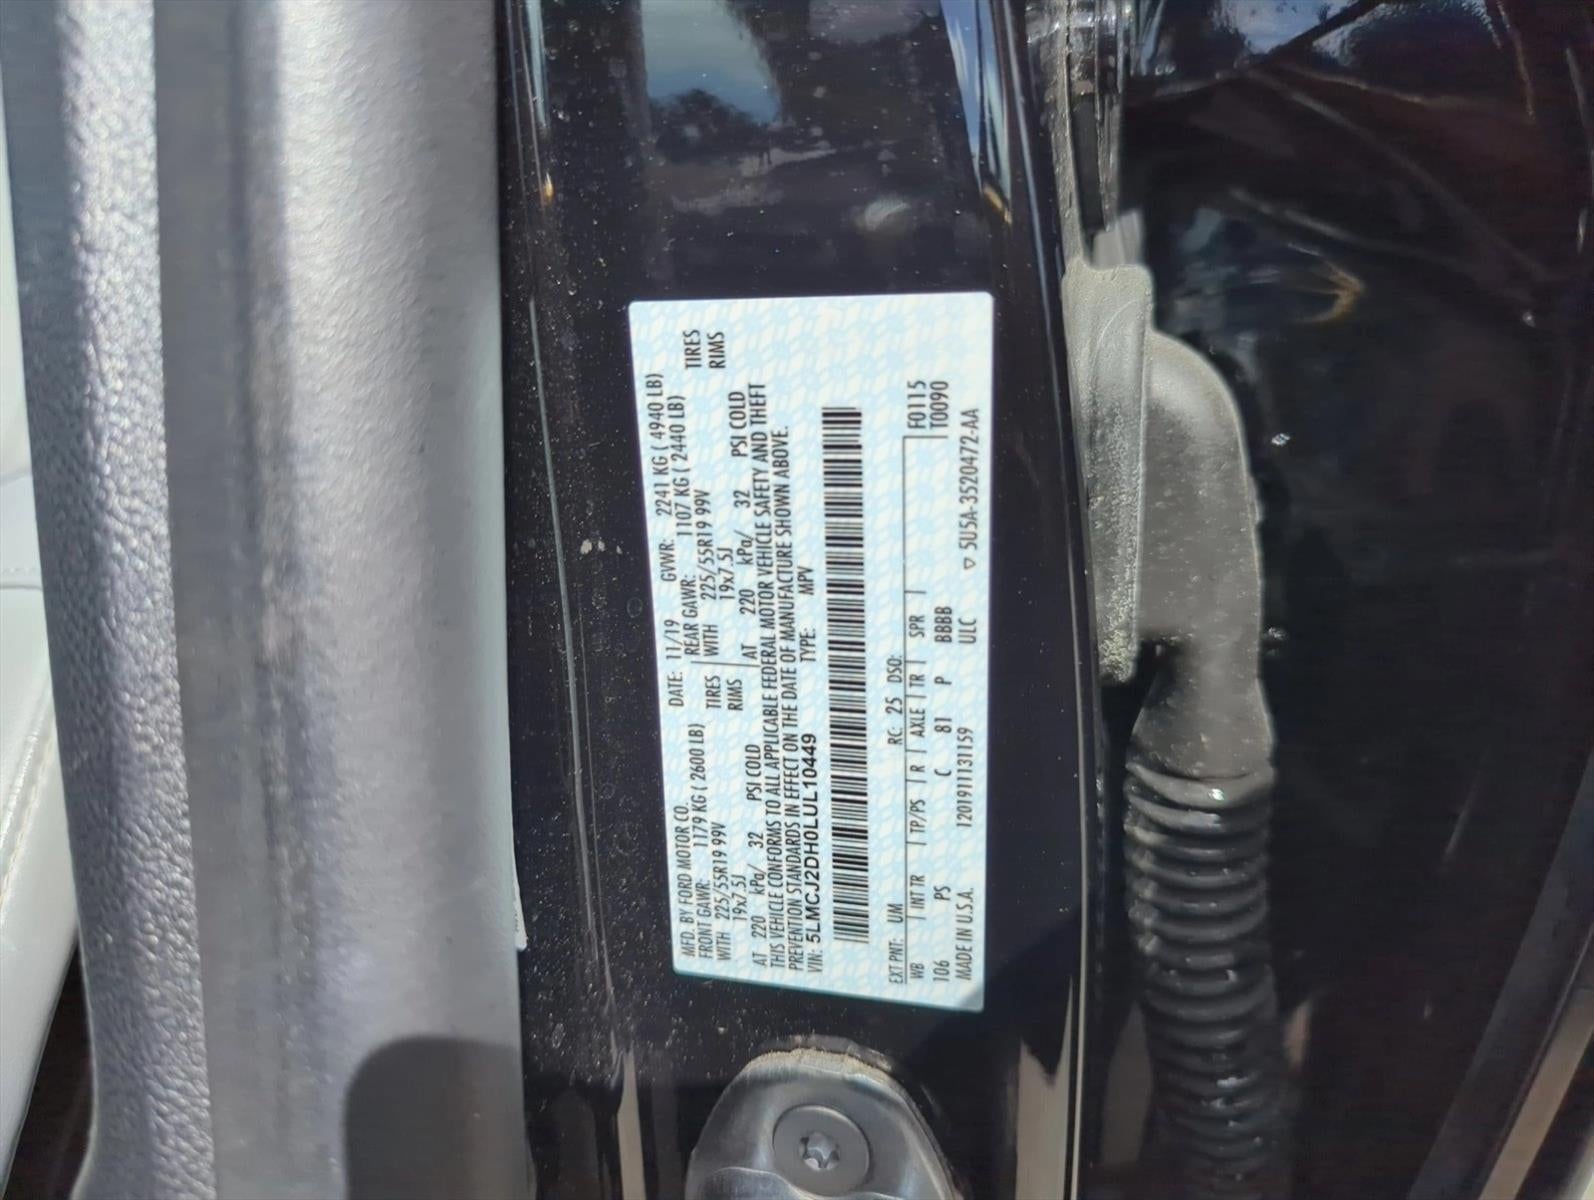 MFD. BY FORD MOTOR CO. DATE: 11/19 GVWR: 2241 KG ( 4940 LB)
FRONT GAWR: 1179 KG ( 2600 LB) REAR GAWR: 1107 KG ( 2440 LB)
WITH 225/55R19 99V TIRES WITH 225/55R19 99V TIRES
19x7.5J RIMS 19x7.5J RIMS
AT 220 kPa/ 32 PSI COLD AT 220 kPa/ 32 PSI COLD
THIS VEHICLE CONFORMS TO ALL APPLICABLE FEDERAL MOTOR VEHICLE SAFETY AND THEFT
PREVENTION STANDARDS IN EFFECT ON THE DATE OF MANUFACTURE SHOWN ABOVE.
VIN: 5LMCJ2DH0LUL10449 TYPE: MPV
EXT PNT: UM RC: 25 DSO: F0115
WB | INT TR | TP/PS | R | AXLE | TR | SPR | T0090
106 PS C 81 P BBBB
MADE IN U.S.A. 120191113 1159 ULC ▽ 5U5A-3520472-AA